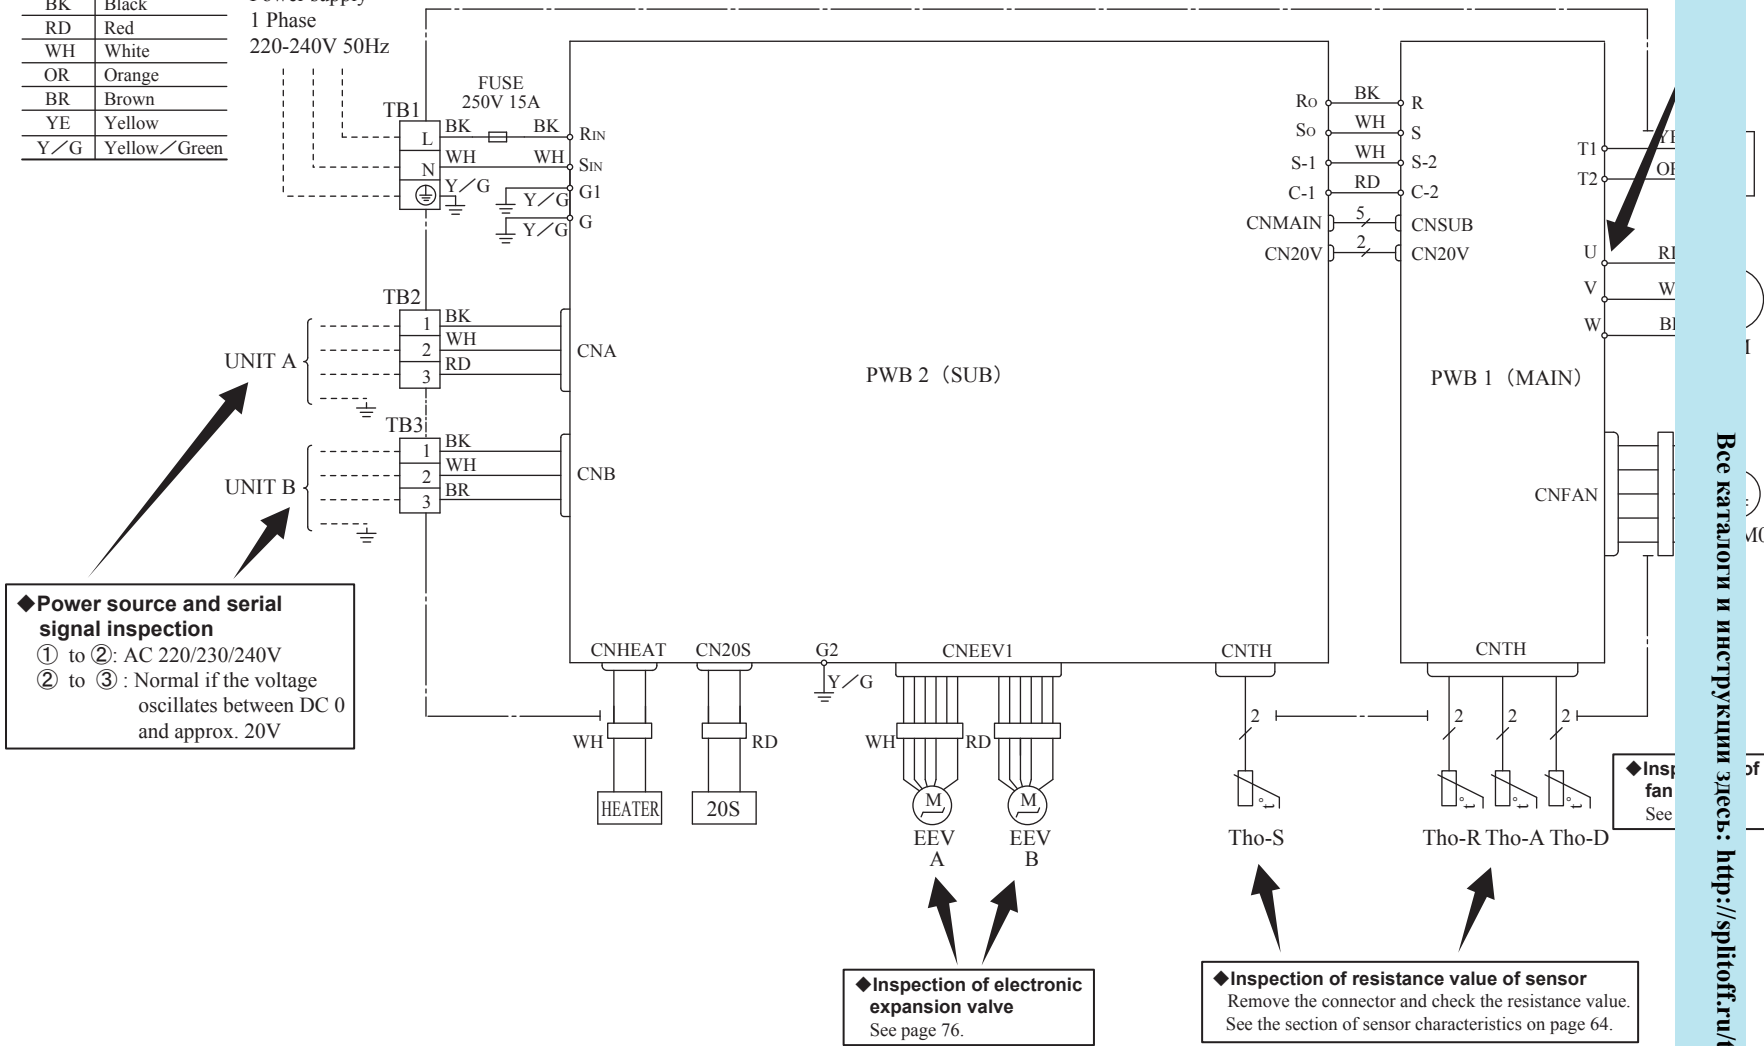 BK Black
RD Red
WH White
OR Orange
BR Brown
YE Yellow
Y／G Yellow／Green
1 Phase
220-240V 50Hz
TB1
L
N
FUSE
250V 15A
BK
BK
WH
WH
Y／G
Y／G
Y／G
RIN
SIN
G1
G
RO
SO
S-1
C-1
CNMAIN
CN20V
BK
WH
WH
RD
5
2
R
S
S-2
C-2
CNSUB
CN20V
T1
T2
U
V
W
TB2
1
2
3
BK
WH
RD
UNIT A
CNA
PWB 2（SUB）
PWB 1（MAIN）
TB3
1
2
3
BK
WH
BR
UNIT B
CNB
CNFAN
◆Power source and serial
signal inspection
① to ②: AC 220/230/240V
② to ③ : Normal if the voltage
oscillates between DC 0
and approx. 20V
CNHEAT
CN20S
G2
CNEEV1
CNTH
CNTH
Y／G
WH
RD
WH
RD
2
2
2
2
HEATER
20S
M
M
EEV
A
EEV
B
Tho-S
Tho-R Tho-A Tho-D
◆Inspection of electronic
expansion valve
See page 76.
◆Inspection of resistance value of sensor
Remove the connector and check the resistance value.
See the section of sensor characteristics on page 64.
of
fan
See
Все каталоги и инструкции здесь: http://splitoff.ru/